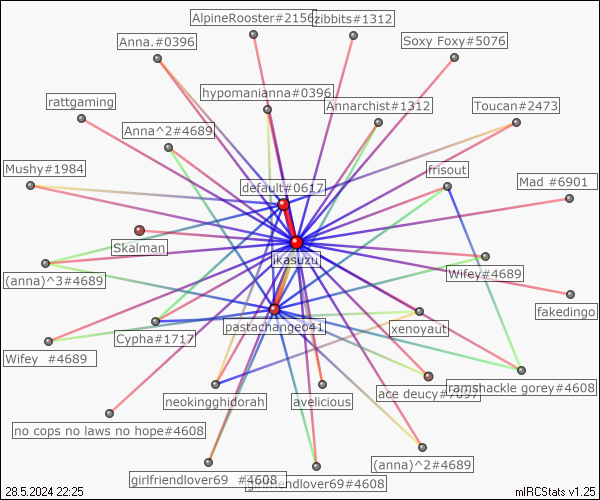 AlpineRooster#2156
zibbits#1312
Anna.#0396
Soxy Foxy#5076
hypomanianna#0396
rattgaming
Annarchist#1312
Toucan#2473
Anna^2#4689
Mushy#1984
frisout
default#0617
Mad #6901
Skalman
ikasuzu
(anna)^3#4689
Wifey#4689
fakedingo
pastachangeo41
xenoyaut
Cypha#1717
Wifey #4689
ace deucy#7097
ramshackle gorey#4608
neokingghidorah
avelicious
no cops no laws no hope#4608
(anna)^2#4689
girlfriendlover69 #4608
girlfriendlover69#4608
28.5.2024 22:25
mIRCStats v1.25